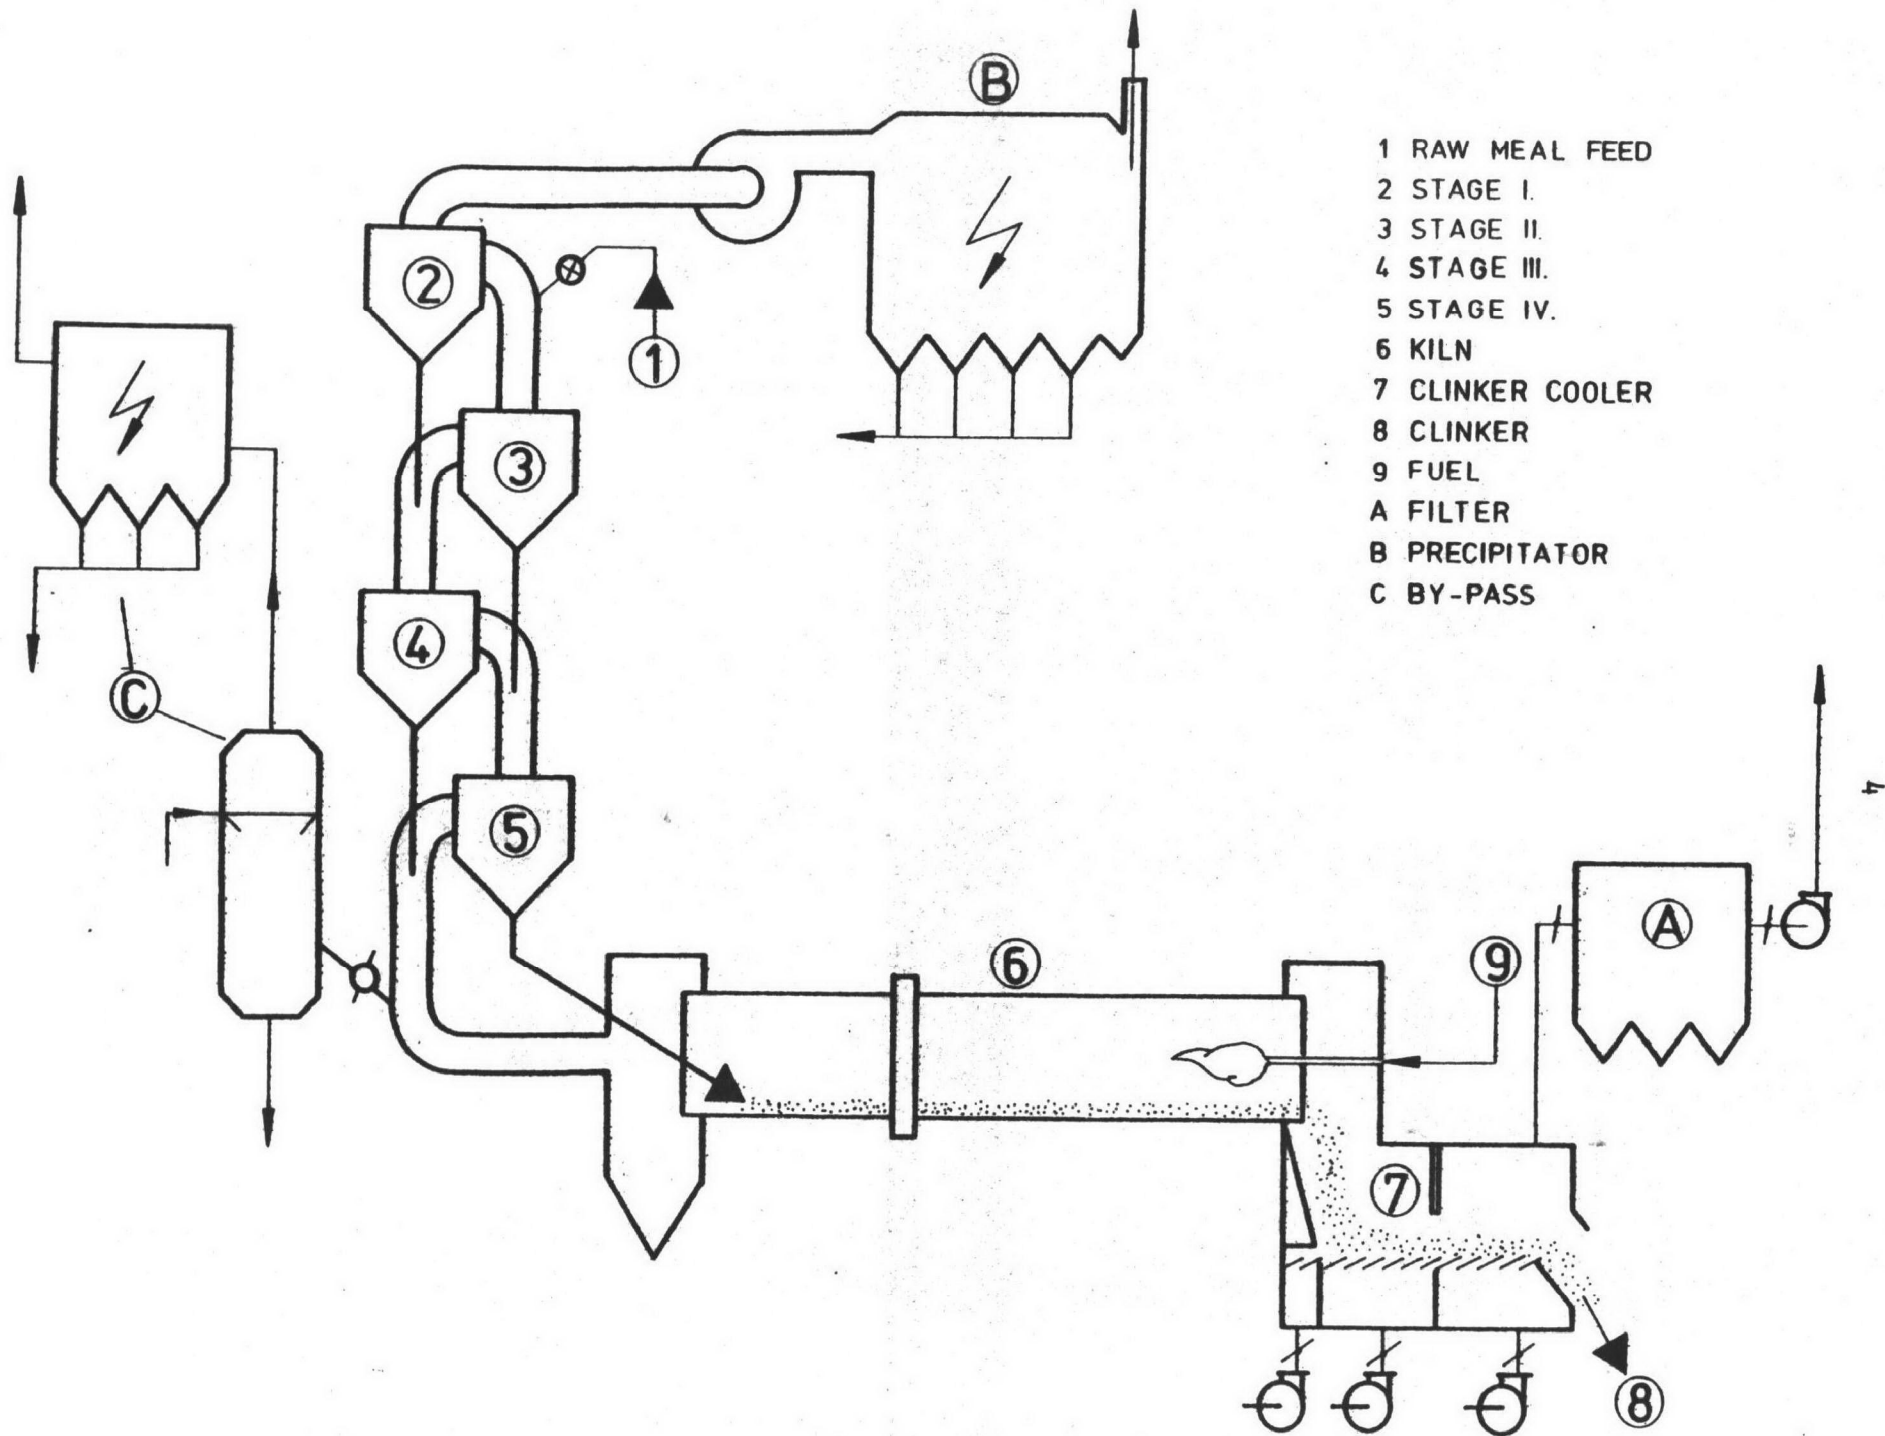 B
1 RAW MEAL FEED
2 STAGE I.
3 STAGE II.
4 STAGE III.
5 STAGE IV.
6 KILN
7 CLINKER COOLER
8 CLINKER
9 FUEL
A FILTER
B PRECIPITATOR
C BY-PASS
2
1
3
4
C
5
4
A
6
9
7
8